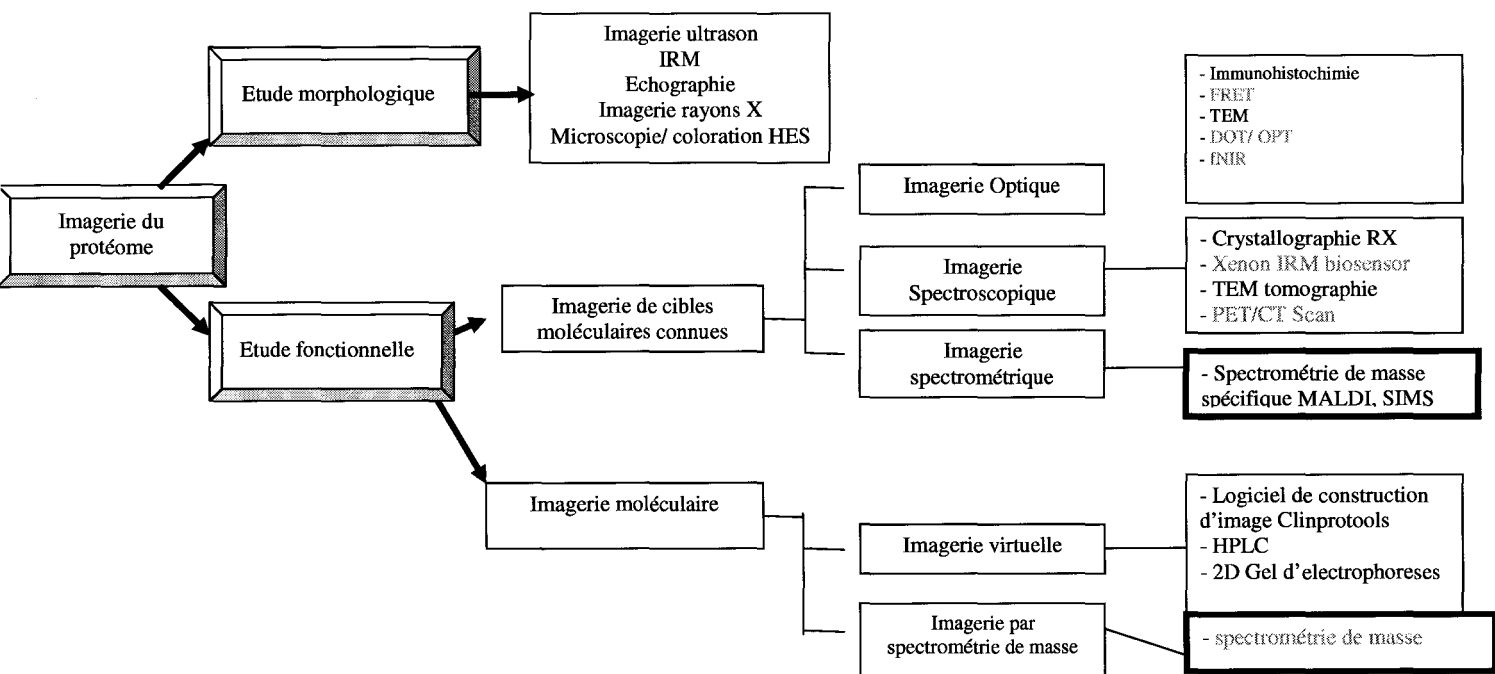 Imagerie ultrason
IRM
Echographie
Imagerie rayons X
Microscopie/ coloration HES
Etude morphologique
- Immunohistochimie
- FRET
- TEM
- DOT/ OPT
- fNIR
Imagerie Optique
Imagerie du
protéome
- Crystallographie RX
- Xenon IRM biosensor
- TEM tomographie
- PET/CT Scan
Imagerie
Spectroscopique
Imagerie de cibles
moléculaires connues
Etude fonctionnelle
Imagerie
spectrométrique
- Spectrométrie de masse
spécifique MALDI, SIMS
Imagerie moléculaire
- Logiciel de construction
d'image Clinprotools
- HPLC
- 2D Gel d'electrophoreses
Imagerie virtuelle
Imagerie par
spectrométrie de masse
- spectrométrie de masse